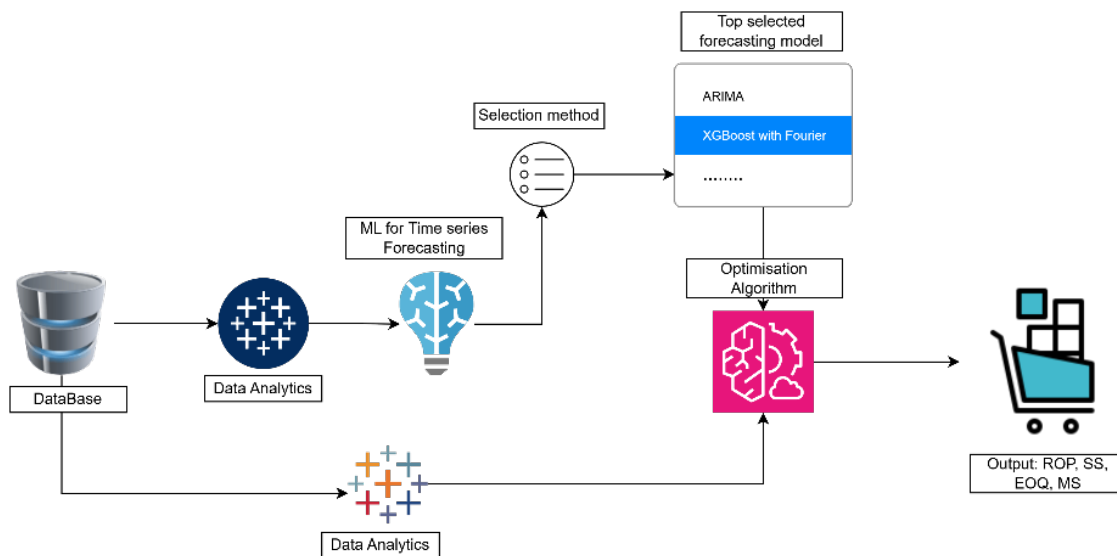 Top selected
forecasting model
ARIMA
XGBoost with Fourier
........
Selection method
ML for Time series
Forecasting
Optimisation
Algorithm
DataBase
Data Analytics
Output: ROP, SS,
EOQ, MS
Data Analytics